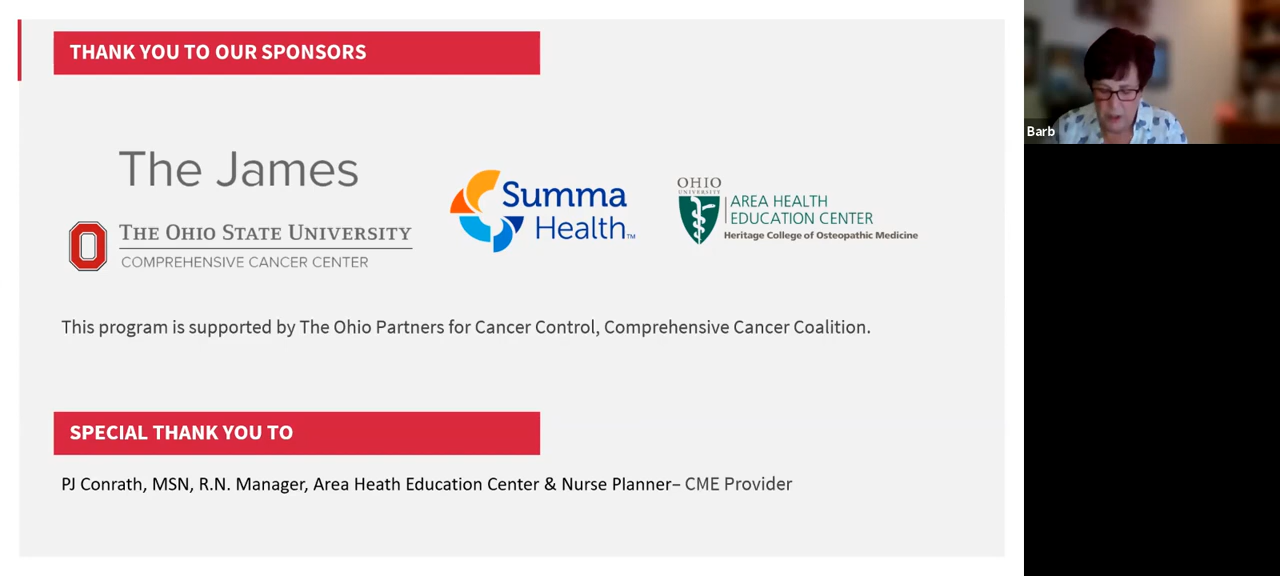 THANK YOU TO OUR SPONSORS
Barb
The James
THE OHIO STATE UNIVERSITY
COMPREHENSIVE CANCER CENTER
Summa
Health™
OHIO
UNIVERSITY
AREA HEALTH
EDUCATION CENTER
Heritage College of Osteopathic Medicine
This program is supported by The Ohio Partners for Cancer Control, Comprehensive Cancer Coalition.
SPECIAL THANK YOU TO
PJ Conrath, MSN, R.N. Manager, Area Heath Education Center & Nurse Planner– CME Provider